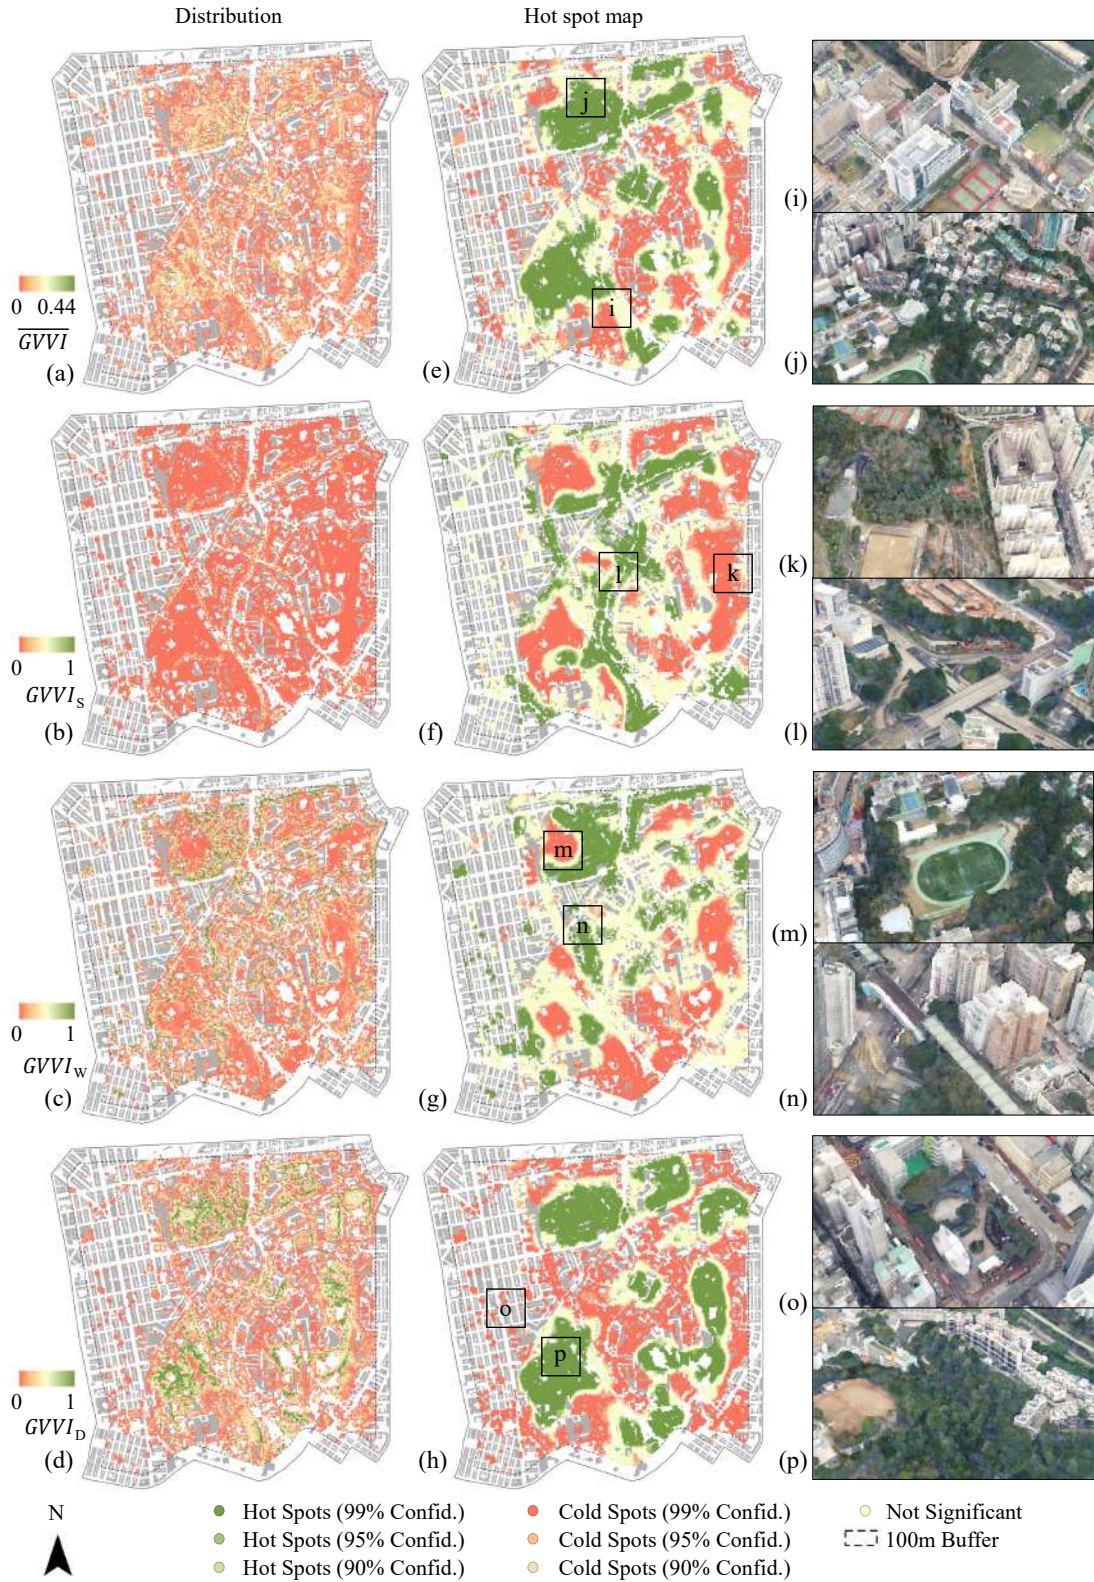 Distribution Hot spot map
j
i
0 0.44
GVVI
(a) (e) (i)
(j)
l k
0 1
GVVI_S
(b) (f) (k)
(l)
m
n
0 1
GVVI_W
(c) (g) (m)
(n)
o
p
0 1
GVVI_D
(d) (h) (o)
(p)
N
Hot Spots (99% Confid.) Cold Spots (99% Confid.) Not Significant
Hot Spots (95% Confid.) Cold Spots (95% Confid.) 100m Buffer
Hot Spots (90% Confid.) Cold Spots (90% Confid.)